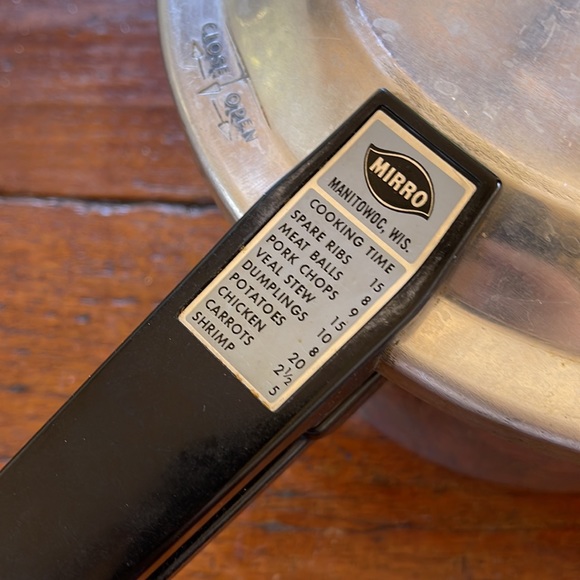 CLOSE OPEN
MIRRO
MANITOWOC, WIS.
COOKING TIME
SPARE RIBS 15
MEAT BALLS 8
PORK CHOPS 9
VEAL STEW 15
DUMPLINGS 10
POTATOES 8
CHICKEN 20
CARROTS 2½
SHRIMP 5